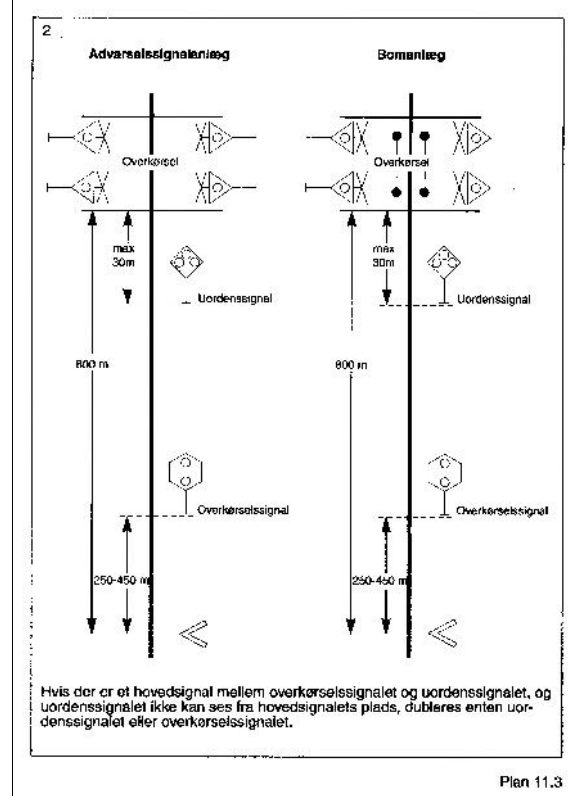 2
Advarselssignalanlæg
Bomanlæg
Overkørsel
Overkørsel
max
30m
max
30m
Uordenssignal
Uordenssignal
800 m
800 m
Overkørselssignal
Overkørselssignal
250-450 m
250-450 m
Hvis der er et hovedsignal mellem overkørselssignalet og uordenssignalet, og
uordenssignalet ikke kan ses fra hovedsignalets plads, dubleres enten uor-
denssignalet eller overkørselssignalet.
Plan 11.3